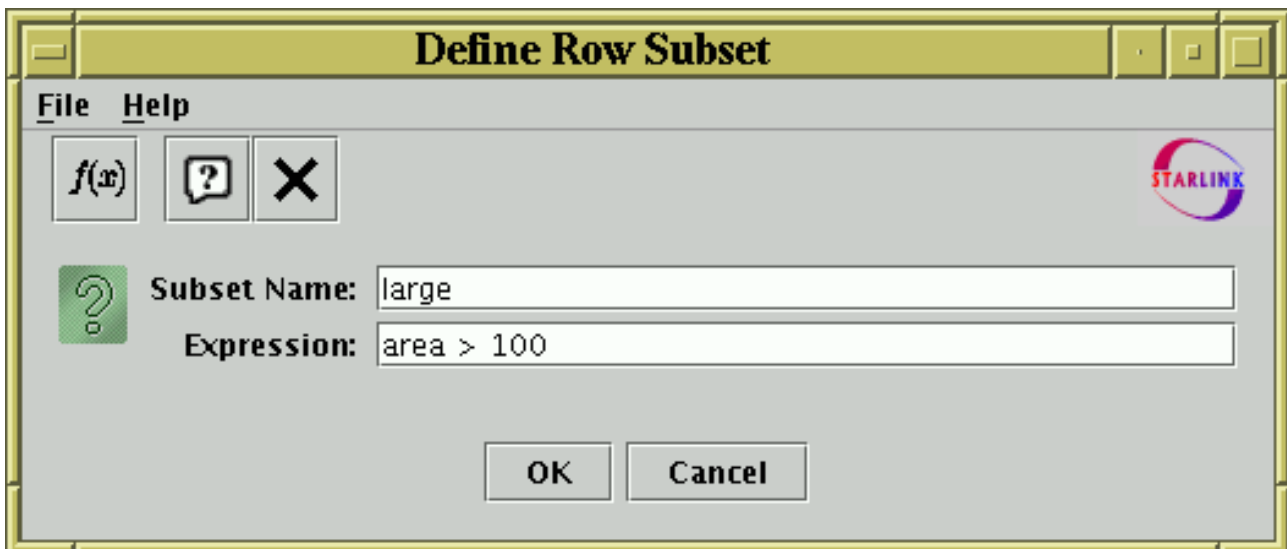 Define Row Subset
File Help
f(x) ?
STARLINK
Subset Name: large
Expression: area > 100
OK Cancel